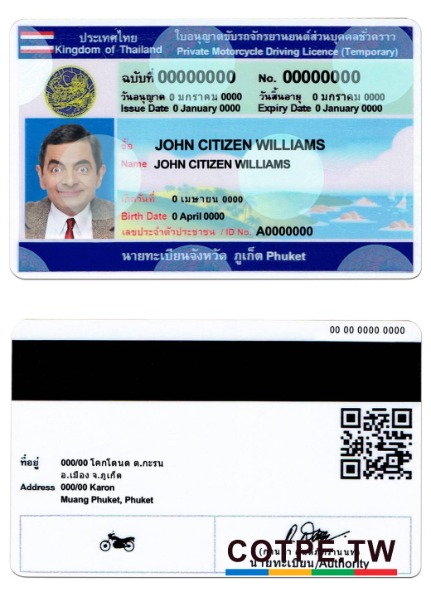 ประเทศไทย ใบอนุญาตขับรถจักรยานยนต์ส่วนบุคคลชั่วคราว
Kingdom of Thailand Private Motorcycle Driving Licence (Temporary)
ฉบับที่ 00000000 No. 00000000
วันอนุญาต 0 มกราคม 0000 วันสิ้นอายุ 0 มกราคม 0000
Issue Date 0 January 0000 Expiry Date 0 January 0000
ชื่อ JOHN CITIZEN WILLIAMS
Name JOHN CITIZEN WILLIAMS
เกิดวันที่ 0 เมษายน 0000
Birth Date 0 April 0000
เลขประจำตัวประชาชน / ID No. A0000000
นายทะเบียนจังหวัด ภูเก็ต Phuket
00 00 0000 0000
ที่อยู่ 000/00 โคกโตนด ต.กะรน
อ.เมือง จ.ภูเก็ต
Address 000/00 Karon
Muang Phuket, Phuket
COTPE.TW
นายทะเบียน/Authority